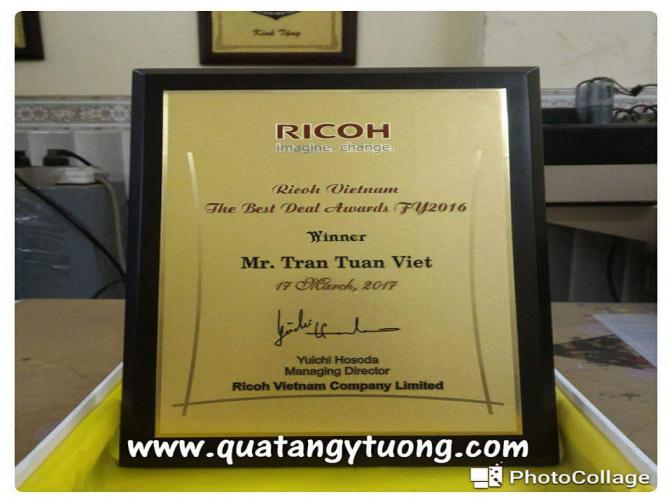 Kính Tặng
RICOH
imagine. change.
Ricoh Vietnam
The Best Deal Awards FY2016
Winner
Mr. Tran Tuan Viet
17 March, 2017
Yuichi Hosoda
Managing Director
Ricoh Vietnam Company Limited
www.quatangytuong.com
PhotoCollage